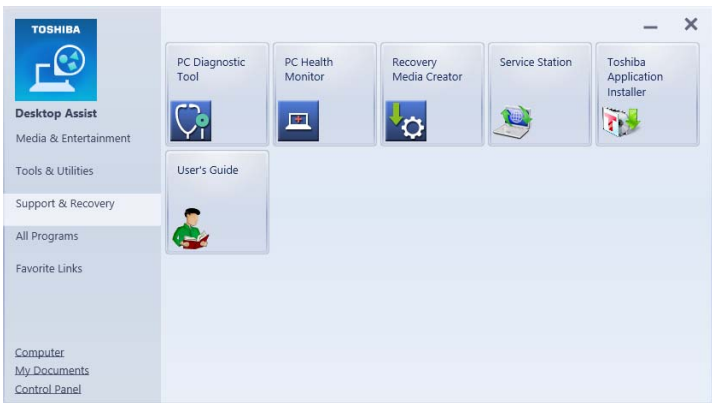 TOSHIBA
Desktop Assist
Media & Entertainment
Tools & Utilities
Support & Recovery
All Programs
Favorite Links
Computer
My Documents
Control Panel
PC Diagnostic
Tool
PC Health
Monitor
Recovery
Media Creator
Service Station
Toshiba
Application
Installer
User's Guide